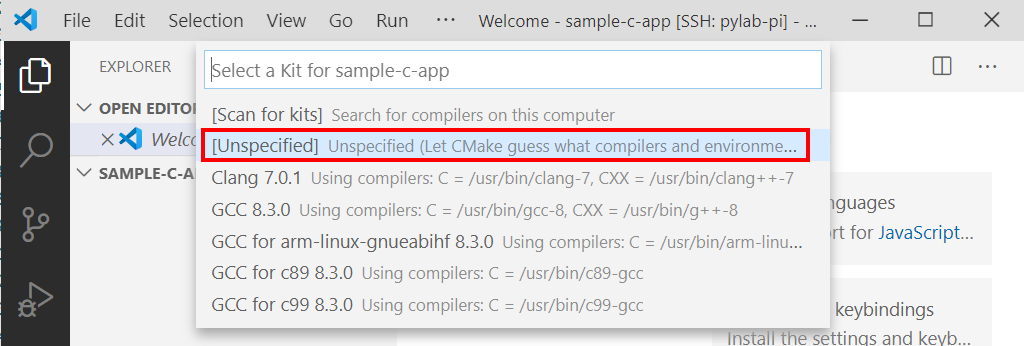 File Edit Selection View Go Run ... Welcome - sample-c-app [SSH: pylab-pi] - ...
EXPLORER
Select a Kit for sample-c-app
OPEN EDITO
[Scan for kits] Search for compilers on this computer
Welco
[Unspecified] Unspecified (Let CMake guess what compilers and environme...
SAMPLE-C-A
Clang 7.0.1 Using compilers: C = /usr/bin/clang-7, CXX = /usr/bin/clang++-7
GCC 8.3.0 Using compilers: C = /usr/bin/gcc-8, CXX = /usr/bin/g++-8
nguages
GCC for arm-linux-gnueabihf 8.3.0 Using compilers: C = /usr/bin/arm-linu...
rt for JavaScript...
GCC for c89 8.3.0 Using compilers: C = /usr/bin/c89-gcc
GCC for c99 8.3.0 Using compilers: C = /usr/bin/c99-gcc
keybindings
Install the settings and keyb...